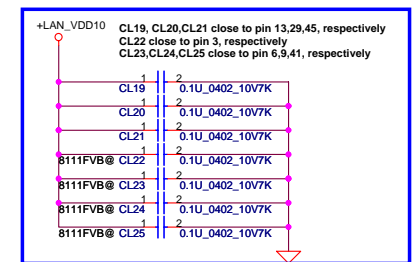 +LAN_VDD10
CL19, CL20,CL21 close to pin 13,29,45, respectively
CL22 close to pin 3, respectively
CL23,CL24,CL25 close to pin 6,9,41, respectively
1 2
CL19 0.1U_0402_10V7K
1 2
CL20 0.1U_0402_10V7K
1 2
CL21 0.1U_0402_10V7K
1 2
8111FVB@ CL22 0.1U_0402_10V7K
1 2
8111FVB@ CL23 0.1U_0402_10V7K
1 2
8111FVB@ CL24 0.1U_0402_10V7K
1 2
8111FVB@ CL25 0.1U_0402_10V7K